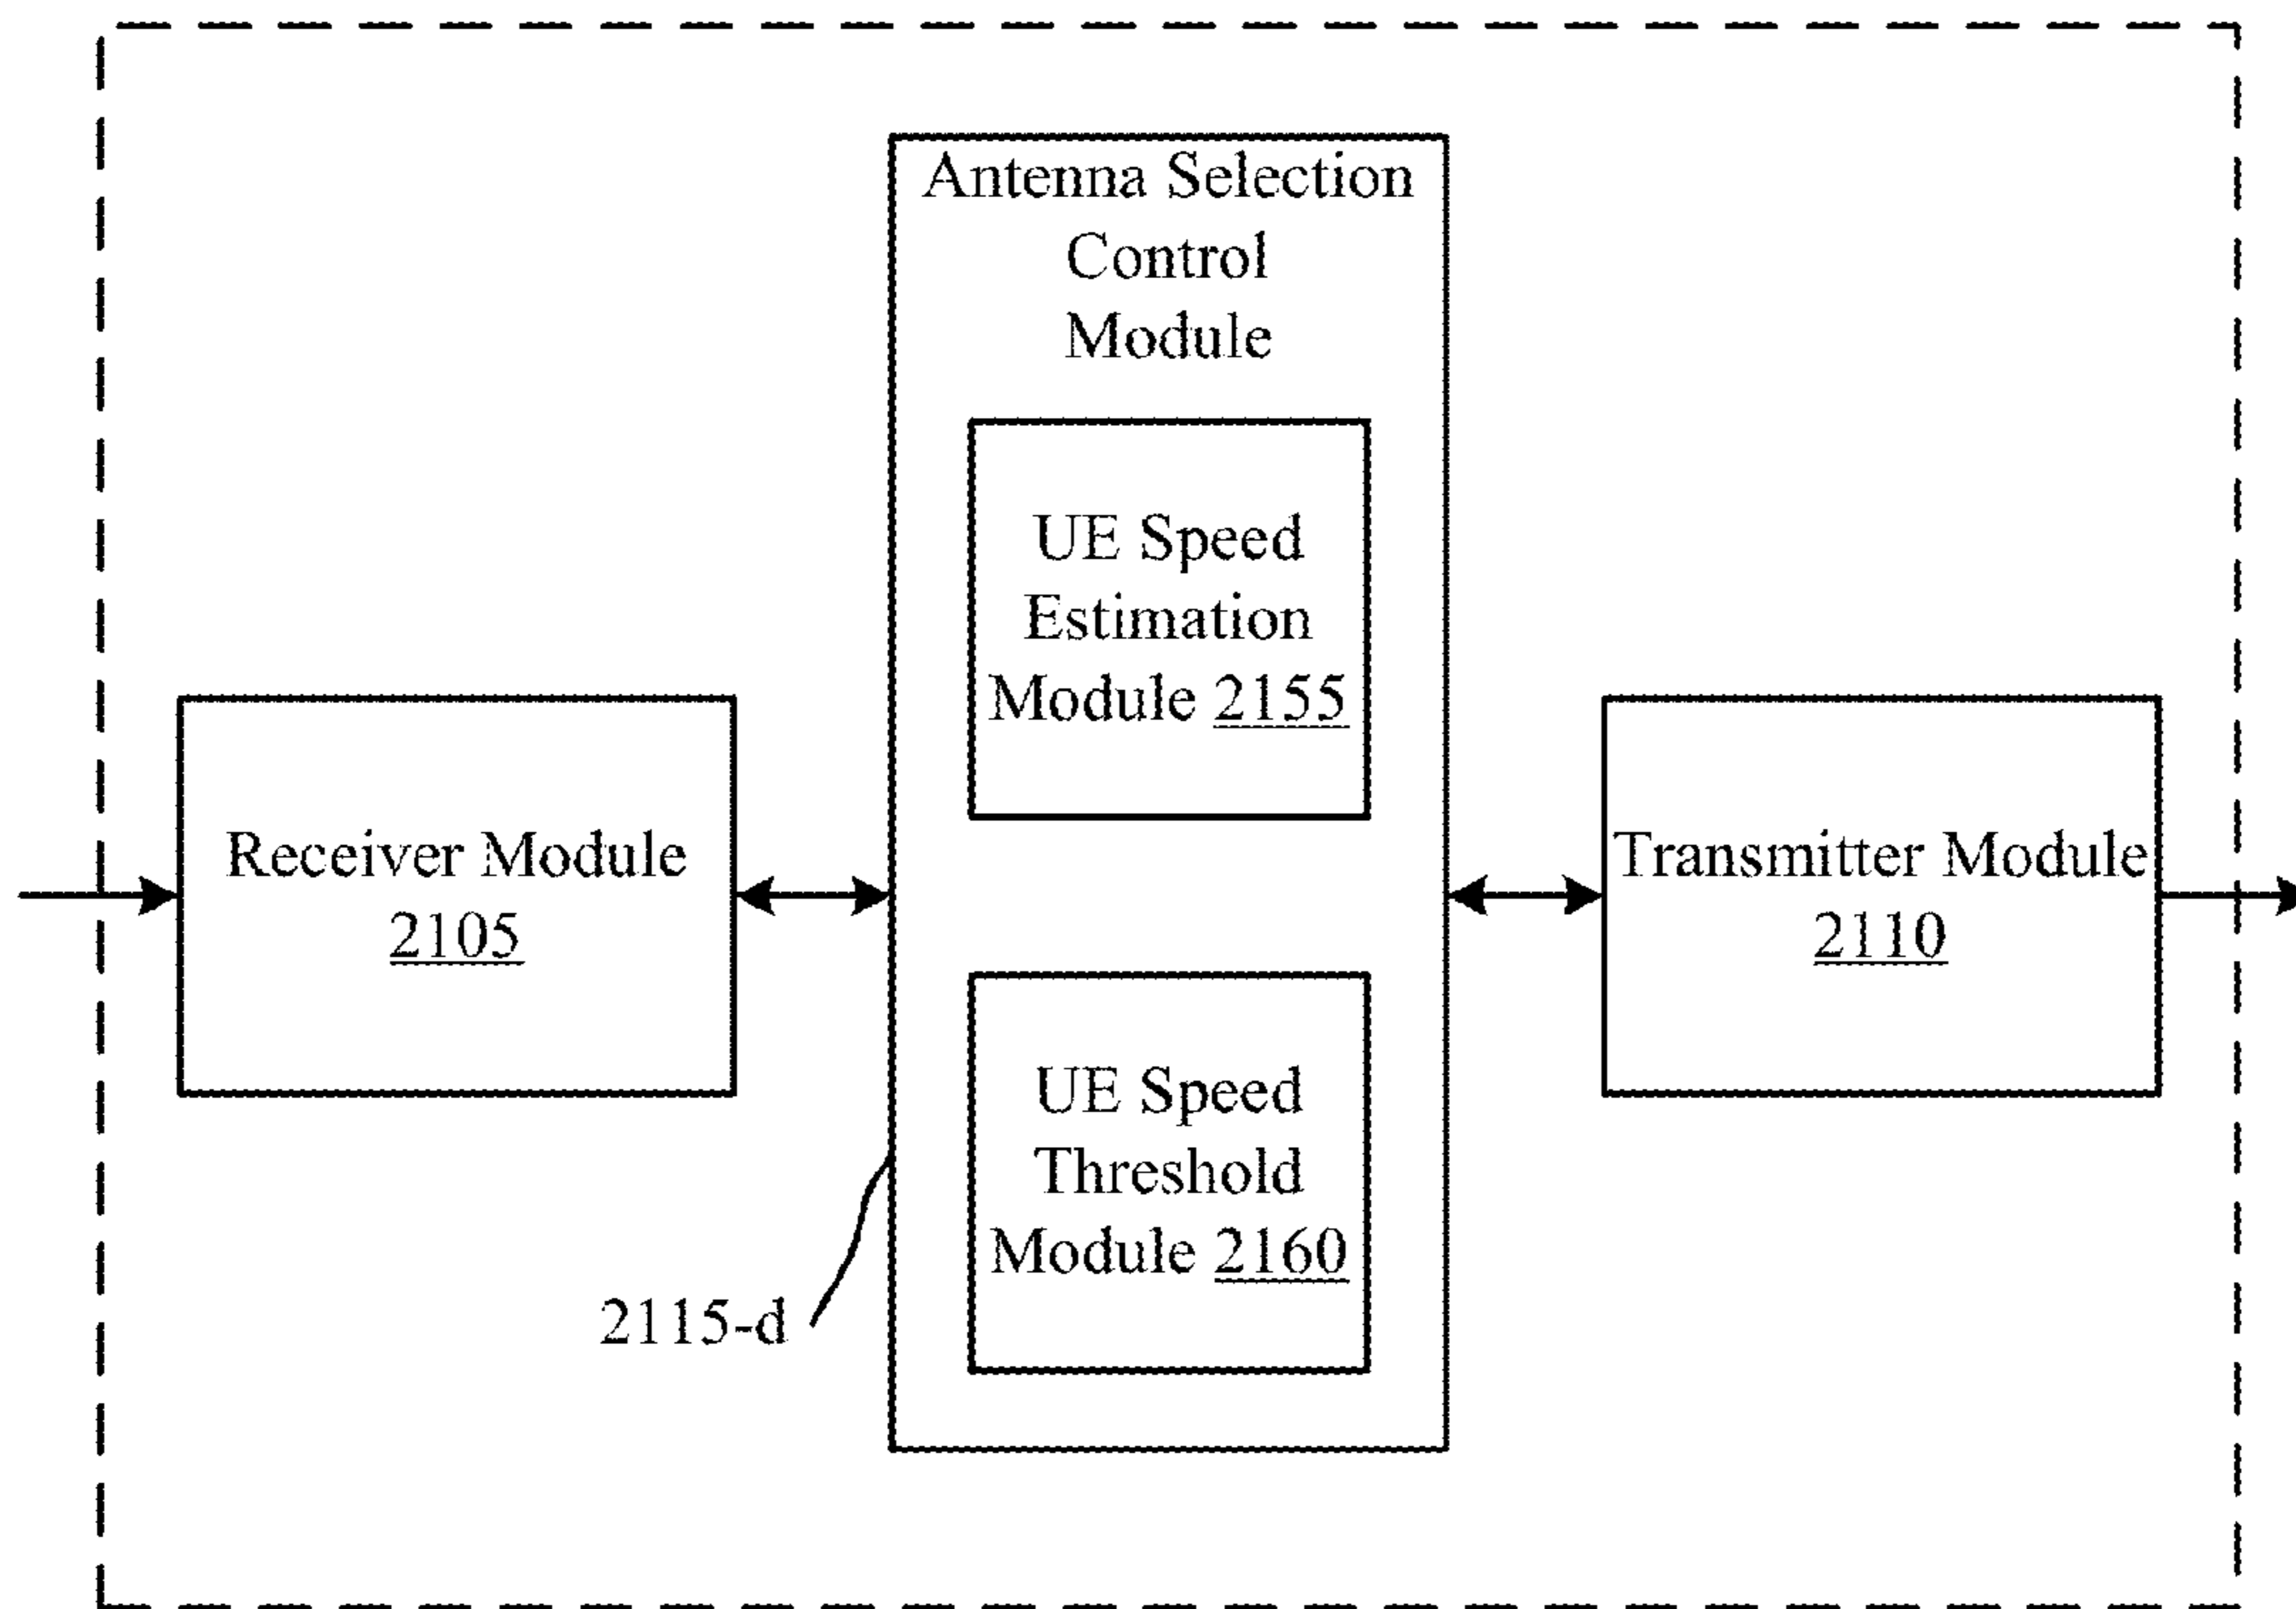 Antenna Selection
Control
Module
UE Speed
Estimation
Module 2155
Receiver Module
2105
Transmitter Module
2110
UE Speed
Threshold
Module 2160
2115-d